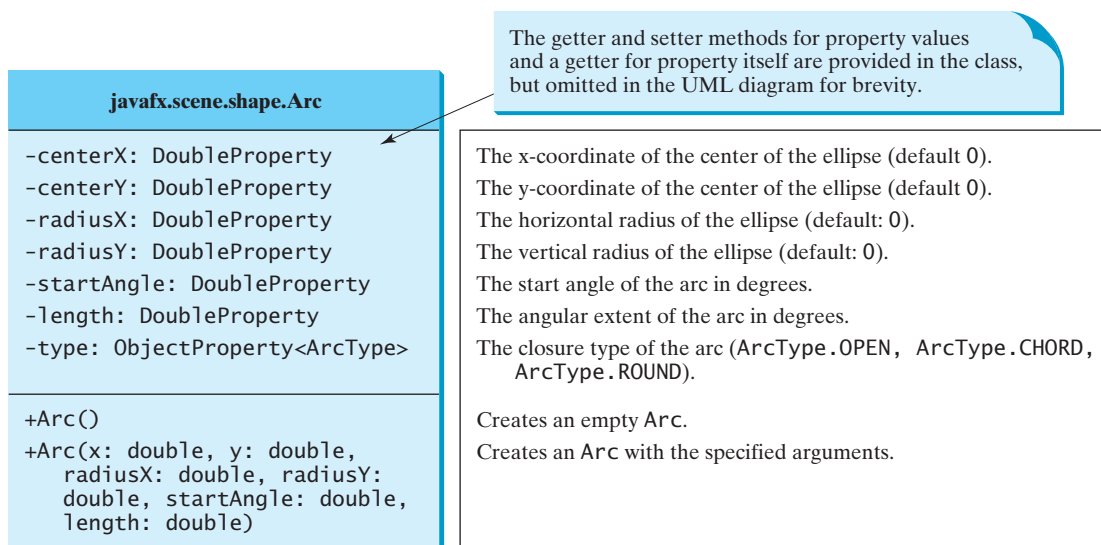 The getter and setter methods for property values
and a getter for property itself are provided in the class,
but omitted in the UML diagram for brevity.
javafx.scene.shape.Arc
-centerX: DoubleProperty
The x-coordinate of the center of the ellipse (default 0).
-centerY: DoubleProperty
The y-coordinate of the center of the ellipse (default 0).
-radiusX: DoubleProperty
The horizontal radius of the ellipse (default: 0).
-radiusY: DoubleProperty
The vertical radius of the ellipse (default: 0).
-startAngle: DoubleProperty
The start angle of the arc in degrees.
-length: DoubleProperty
The angular extent of the arc in degrees.
-type: ObjectProperty<ArcType>
The closure type of the arc (ArcType.OPEN, ArcType.CHORD,
ArcType.ROUND).
+Arc()
Creates an empty Arc.
+Arc(x: double, y: double,
radiusX: double, radiusY:
double, startAngle: double,
length: double)
Creates an Arc with the specified arguments.